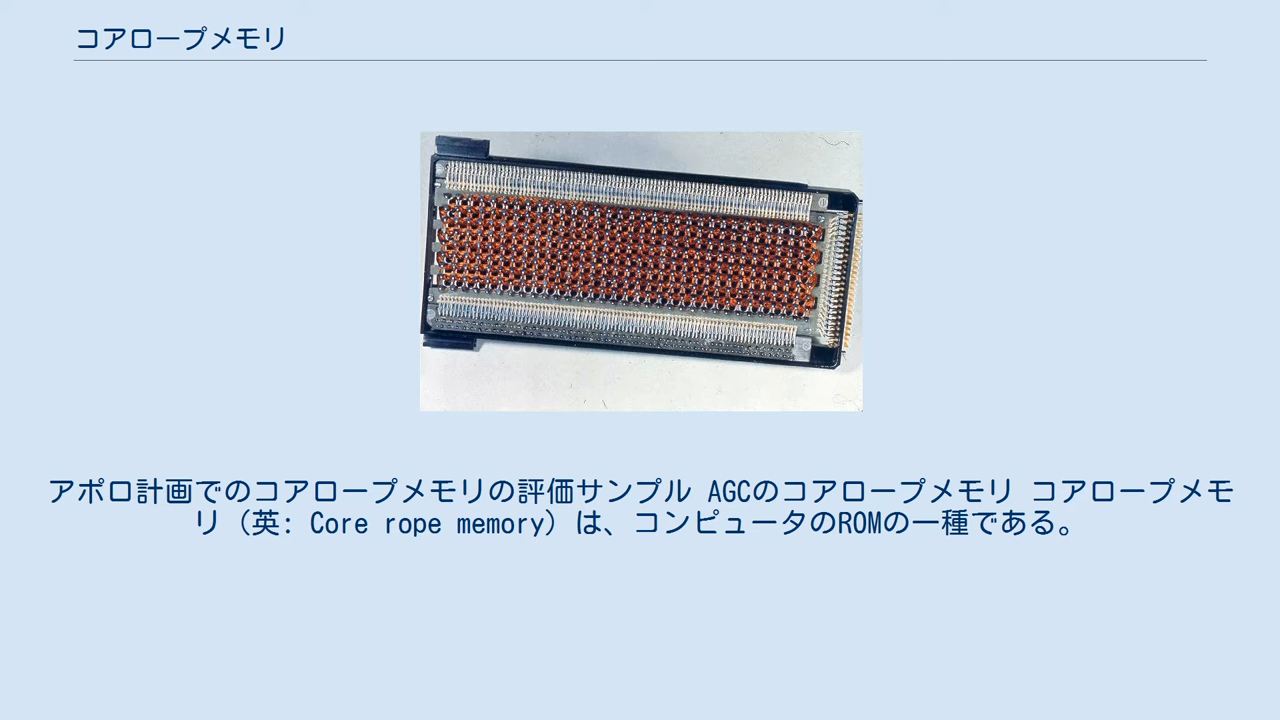 コアロープメモリ
アポロ計画でのコアロープメモリの評価サンプル AGCのコアロープメモリ コアロープメモ
リ（英: Core rope memory）は、コンピュータのROMの一種である。